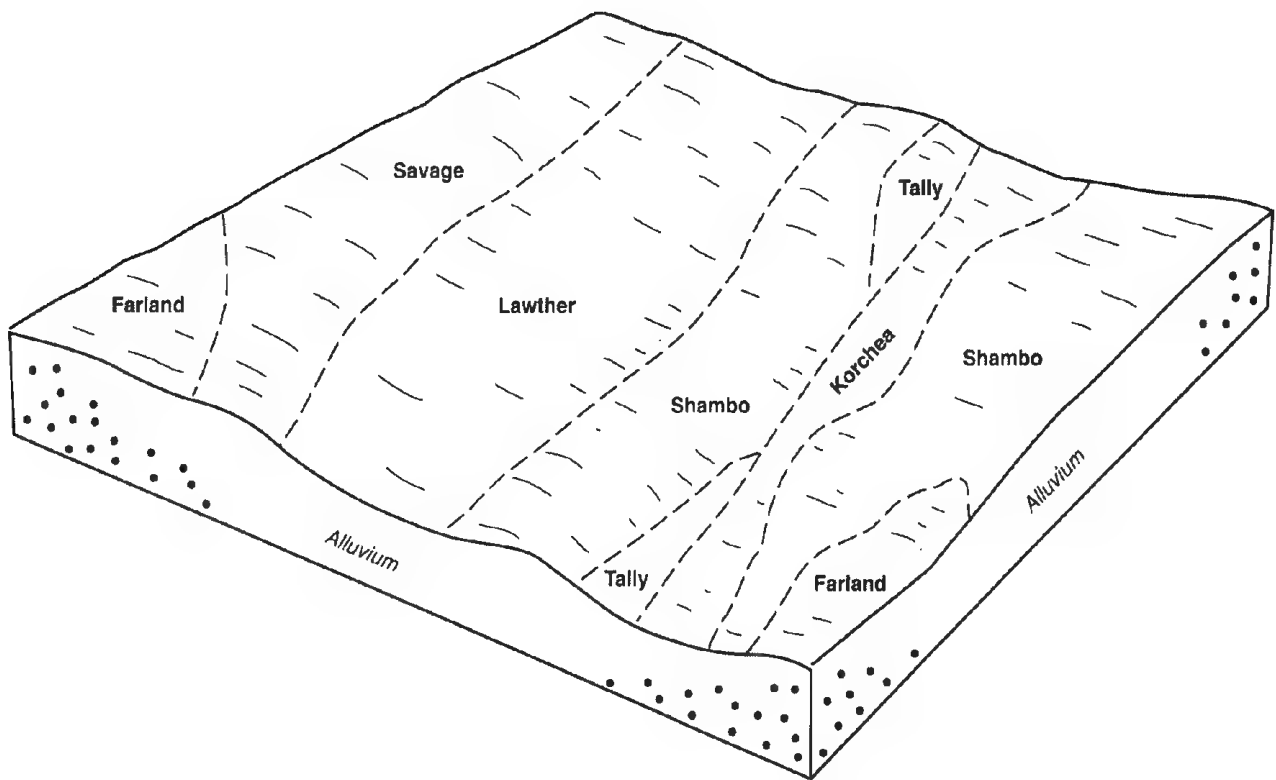 Savage
Tally
Farland
Lawther
Korchea
Shambo
Shambo
Alluvium
Alluvium
Tally
Farland